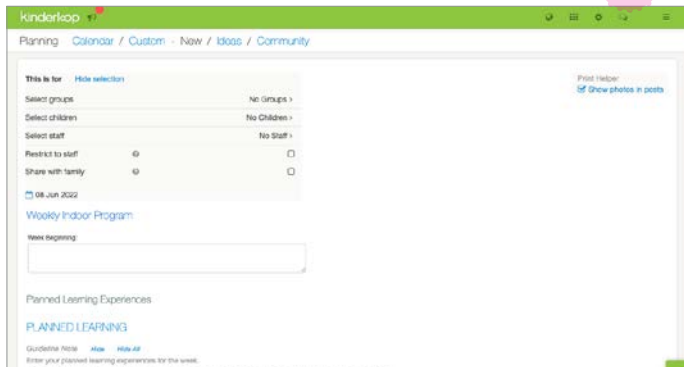 kinderkop
Planning Calendar / Custom - New / Ideas / Community
This is for Hide selection
Print Helper
Show photos in posts
Select groups No Groups ›
Select children No Children ›
Select staff No Staff ›
Restrict to staff
Share with family
08 Jun 2022
Weekly Indoor Program
Week Beginning:
Planned Learning Experiences
PLANNED LEARNING
Guideline Note Hide Hide All
Enter your planned learning experiences for the week.